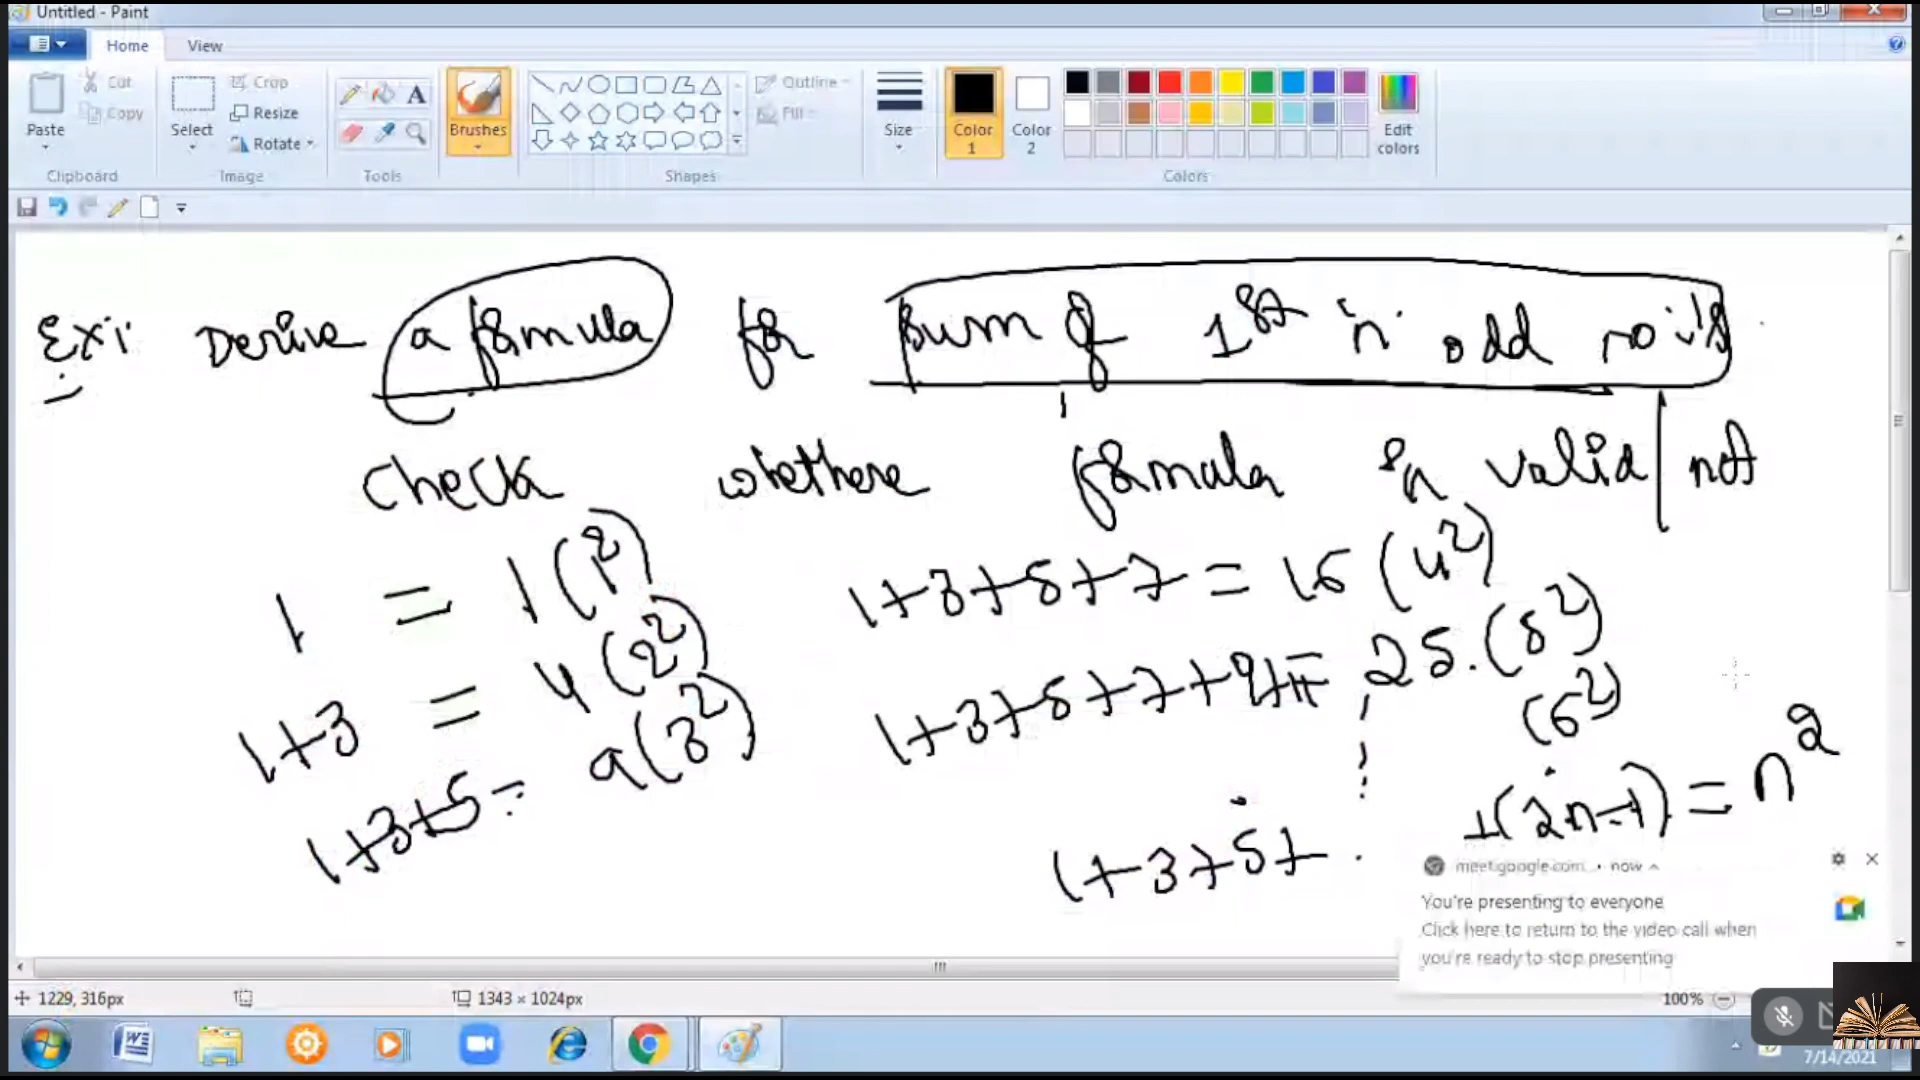 Untitled - Paint
Home View
Paste
Cut
Copy
Clipboard
Select
Crop
Resize
Rotate
Image
A
Tools
Brushes
Outline
Fill
Shapes
Size
Color 1
Color 2
Edit colors
Colors
Ex: Derive a formula for sum of 1st 'n' odd no's
Check whethere formula is valid | not
1 = 1 (1²)
1+3 = 4 (2²)
1+3+5 = 9 (3²)
1+3+5+7 = 16 (4²)
1+3+5+7+9+11 = 25. (5²)
(6²)
1+3+5+ . +(2n-1) = n²
meet.google.com • now
You're presenting to everyone
Click here to return to the video call when
you're ready to stop presenting
1229, 316px
1343 × 1024px
100%
7/14/2021